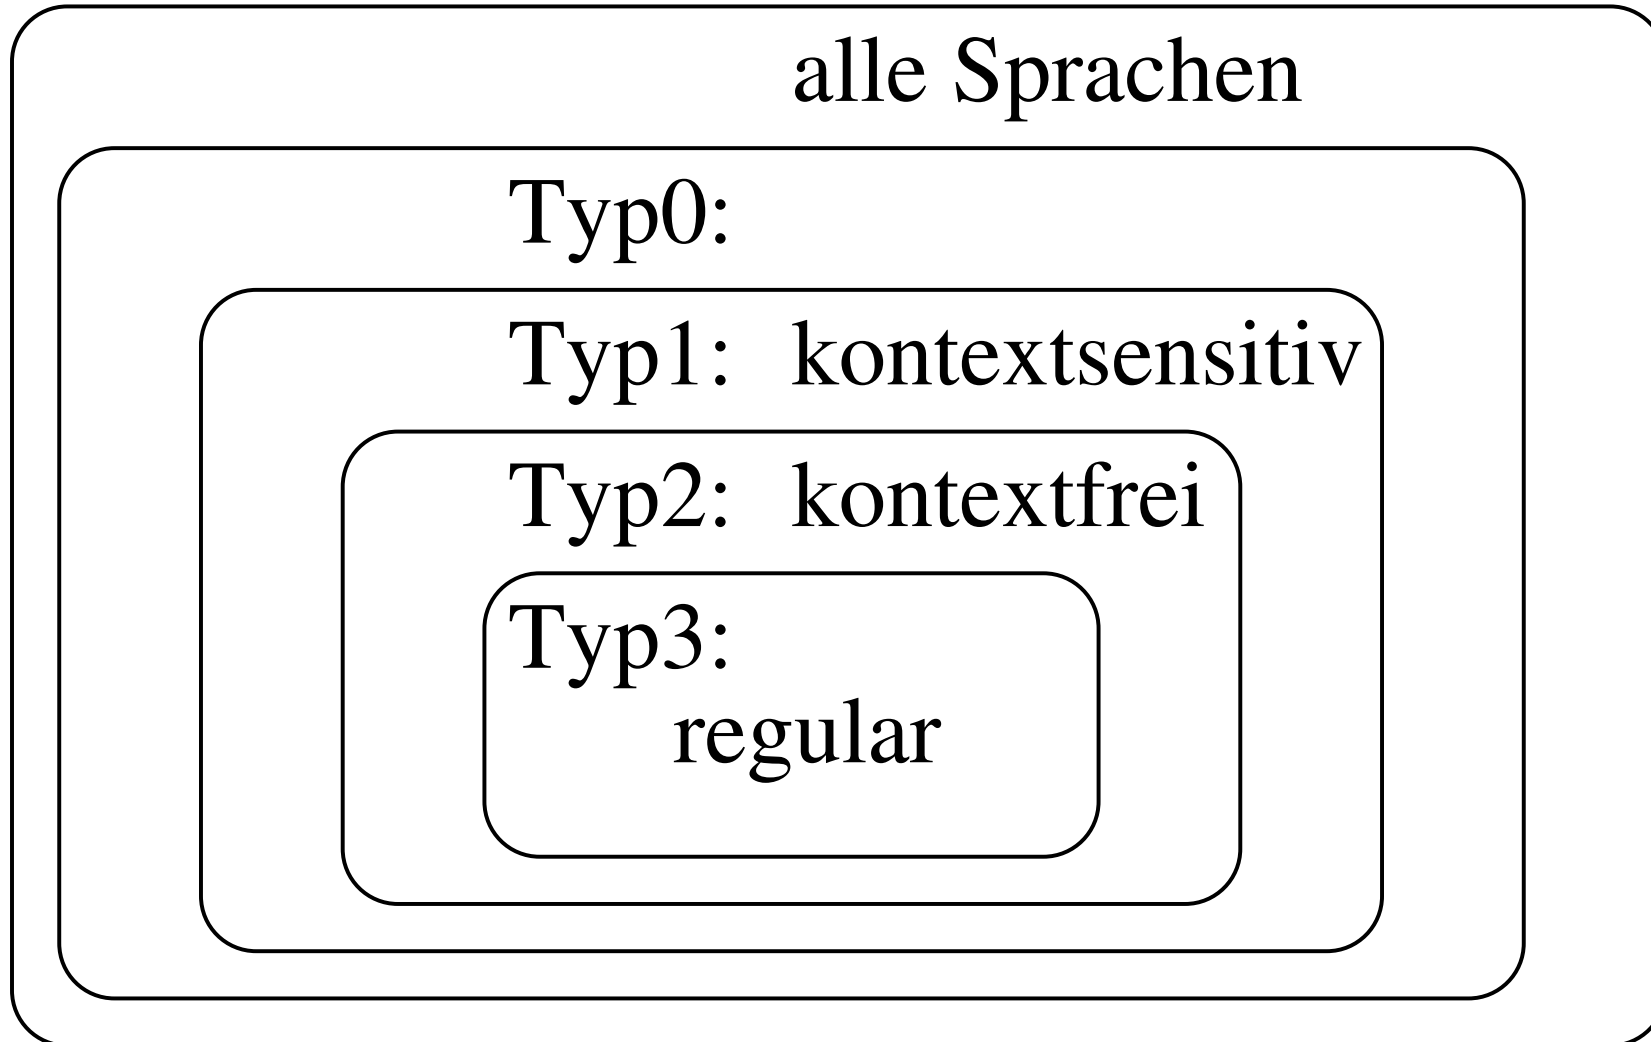 alle Sprachen
Typ0:
Typ1: kontextsensitiv
Typ2: kontextfrei
Typ3:
regular